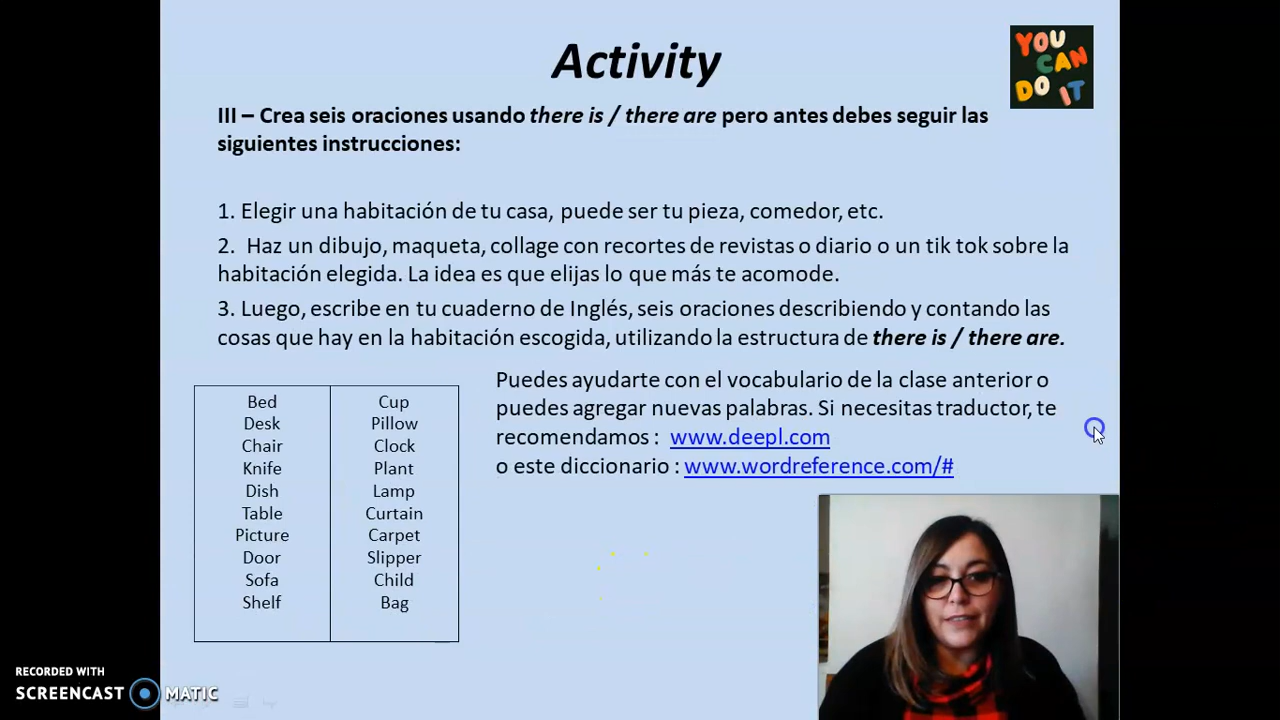 Activity
YOU
CAN
DO IT
III – Crea seis oraciones usando there is / there are pero antes debes seguir las
siguientes instrucciones:
1. Elegir una habitación de tu casa, puede ser tu pieza, comedor, etc.
2. Haz un dibujo, maqueta, collage con recortes de revistas o diario o un tik tok sobre la
habitación elegida. La idea es que elijas lo que más te acomode.
3. Luego, escribe en tu cuaderno de Inglés, seis oraciones describiendo y contando las
cosas que hay en la habitación escogida, utilizando la estructura de there is / there are.
Bed
Desk
Chair
Knife
Dish
Table
Picture
Door
Sofa
Shelf
Cup
Pillow
Clock
Plant
Lamp
Curtain
Carpet
Slipper
Child
Bag
Puedes ayudarte con el vocabulario de la clase anterior o
puedes agregar nuevas palabras. Si necesitas traductor, te
recomendamos : www.deepl.com
o este diccionario : www.wordreference.com/#
RECORDED WITH
SCREENCAST MATIC